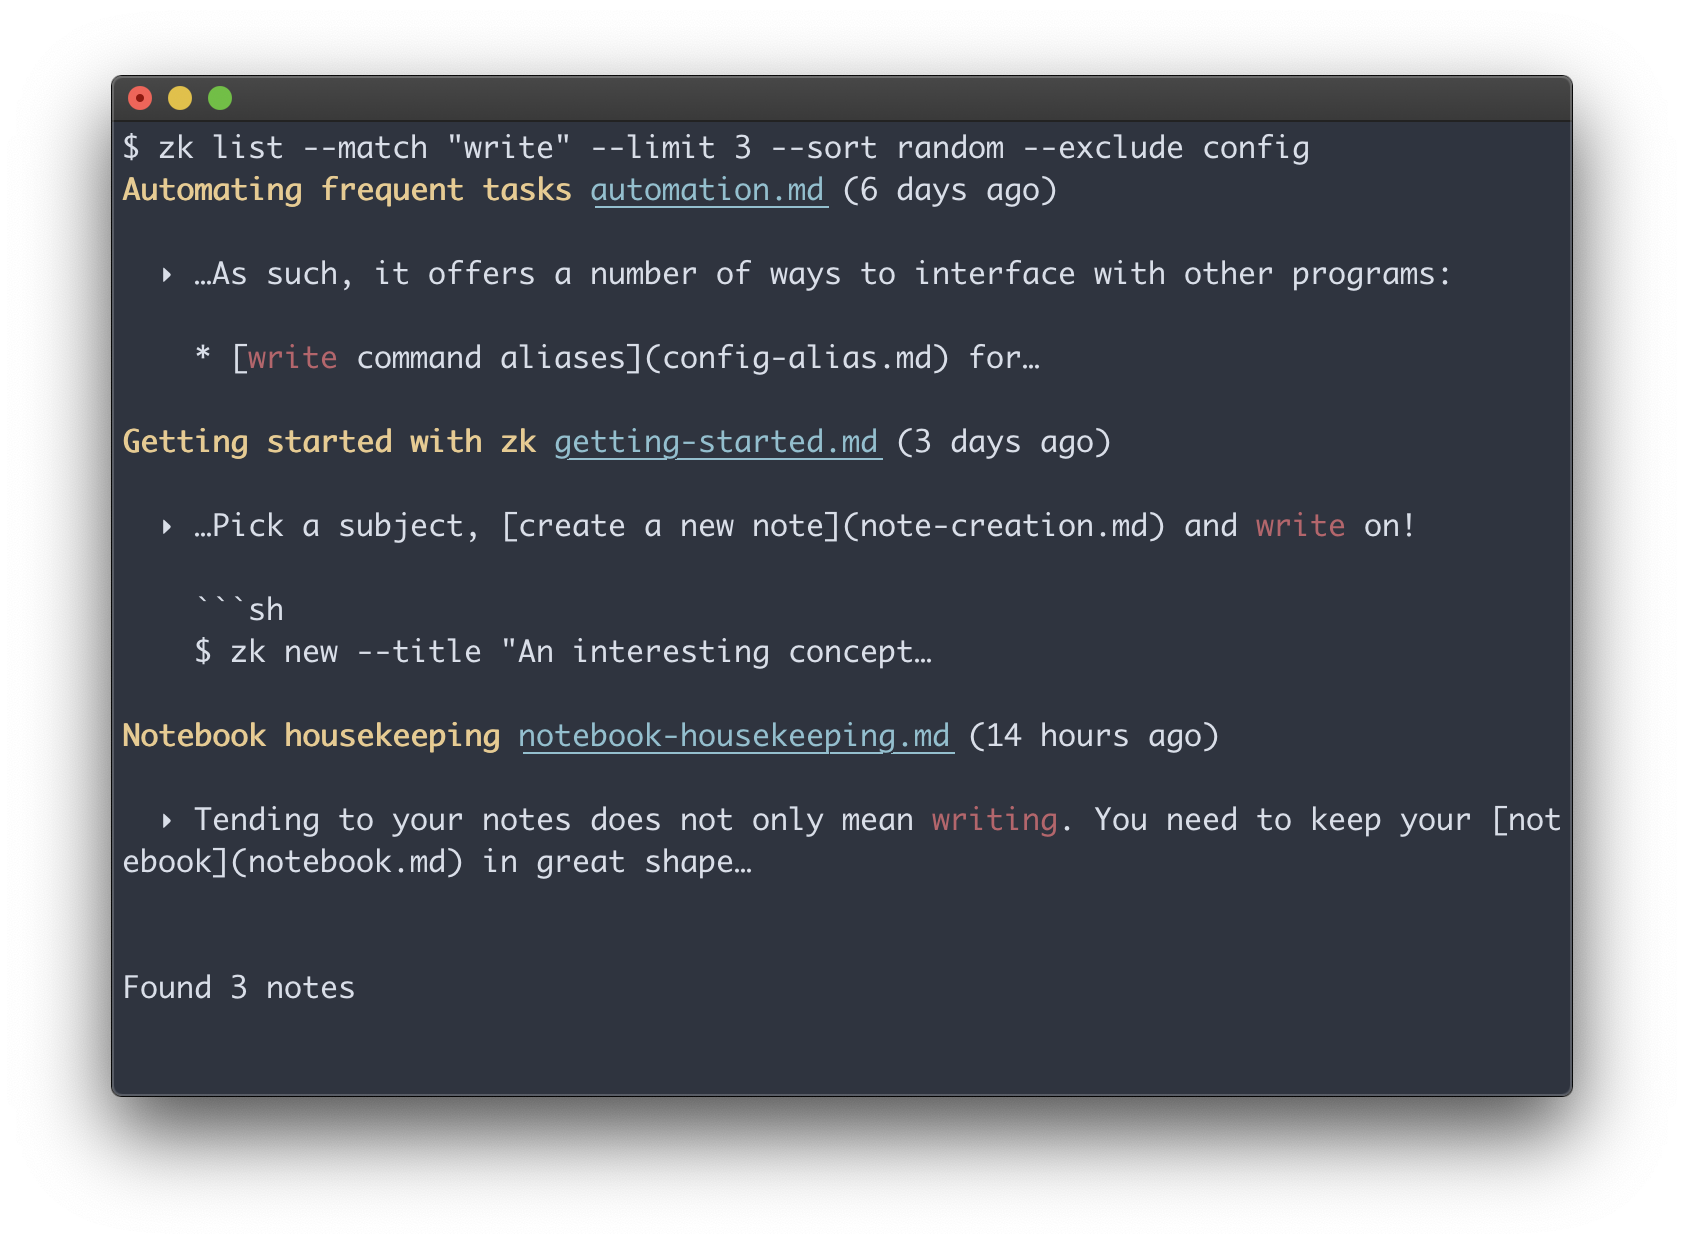 $ zk list --match "write" --limit 3 --sort random --exclude config
Automating frequent tasks automation.md (6 days ago)
‣ …As such, it offers a number of ways to interface with other programs:
* [write command aliases](config-alias.md) for…
Getting started with zk getting-started.md (3 days ago)
‣ …Pick a subject, [create a new note](note-creation.md) and write on!
```sh
$ zk new --title "An interesting concept…
Notebook housekeeping notebook-housekeeping.md (14 hours ago)
‣ Tending to your notes does not only mean writing. You need to keep your [not
ebook](notebook.md) in great shape…
Found 3 notes